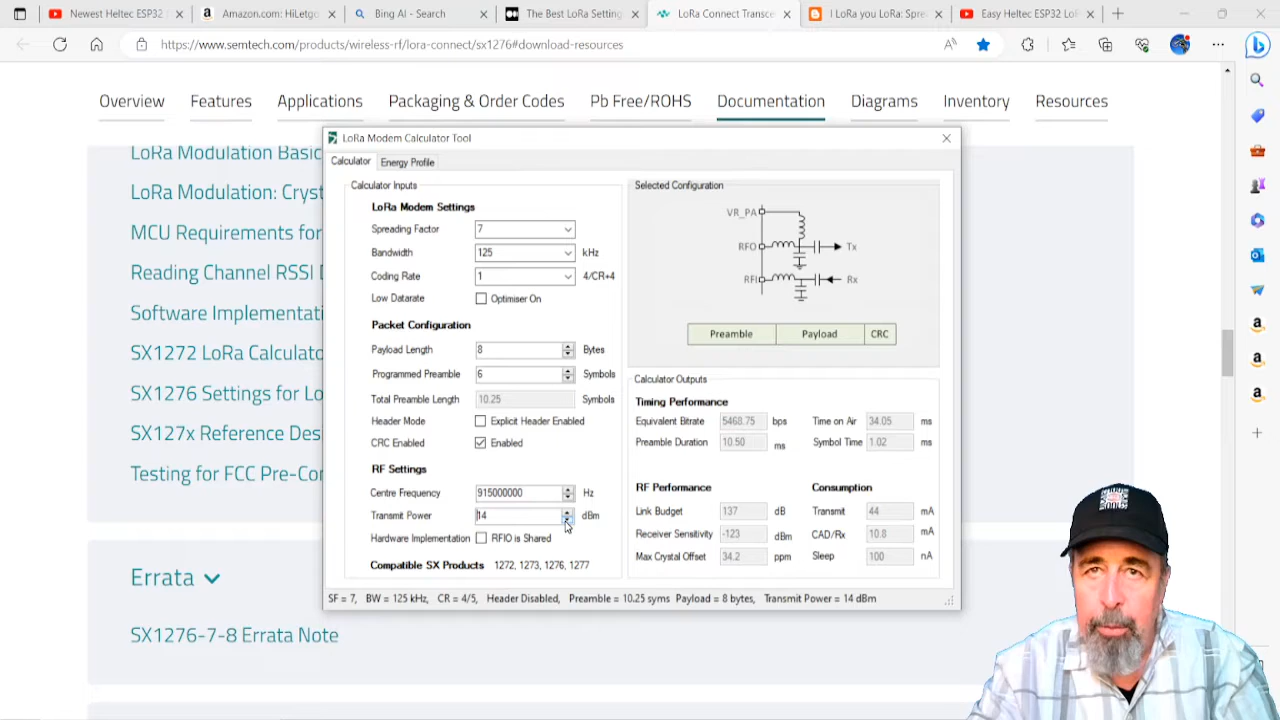 Newest Heltec ESP32
Amazon.com: HiLetgo
Bing AI - Search
The Best LoRa Setting
LoRa Connect Transce
I LoRa you LoRa: Spre
Easy Heltec ESP32 LoF
https://www.semtech.com/products/wireless-rf/lora-connect/sx1276#download-resources
Overview Features Applications Packaging & Order Codes Pb Free/ROHS Documentation Diagrams Inventory Resources
LoRa Modulation Basic
LoRa Modulation: Cryst
MCU Requirements for
Reading Channel RSSI D
Software Implementati
SX1272 LoRa Calculato
SX1276 Settings for Lo
SX127x Reference Des
Testing for FCC Pre-Con
Errata
SX1276-7-8 Errata Note
LoRa Modem Calculator Tool
Calculator Energy Profile
Calculator Inputs
LoRa Modem Settings
Spreading Factor 7
Bandwidth 125 kHz
Coding Rate 1 4/CR+4
Low Datarate Optimiser On
Packet Configuration
Payload Length 8 Bytes
Programmed Preamble 6 Symbols
Total Preamble Length 10.25 Symbols
Header Mode Explicit Header Enabled
CRC Enabled Enabled
RF Settings
Centre Frequency 915000000 Hz
Transmit Power 14 dBm
Hardware Implementation RFIO is Shared
Compatible SX Products 1272, 1273, 1276, 1277
Selected Configuration
VR_PA
RFO Tx
RFI Rx
Preamble Payload CRC
Calculator Outputs
Timing Performance
Equivalent Bitrate 5468.75 bps Time on Air 34.05 ms
Preamble Duration 10.50 ms Symbol Time 1.02 ms
RF Performance Consumption
Link Budget 137 dB Transmit 44 mA
Receiver Sensitivity -123 dBm CAD/Rx 10.8 mA
Max Crystal Offset 34.2 ppm Sleep 100 nA
SF = 7, BW = 125 kHz, CR = 4/5, Header Disabled, Preamble = 10.25 syms Payload = 8 bytes, Transmit Power = 14 dBm